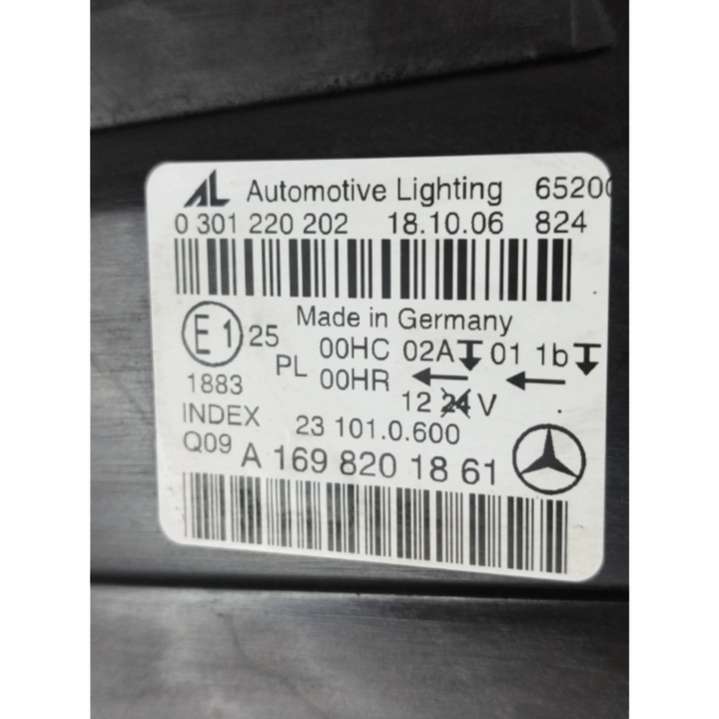 AL Automotive Lighting 6520
0 301 220 202 18.10.06 824
Made in Germany
E1 25 00HC 02A 01 1b
PL 00HR ← ←
1883 12 24 V
INDEX 23 101.0.600
Q09 A 169 820 18 61